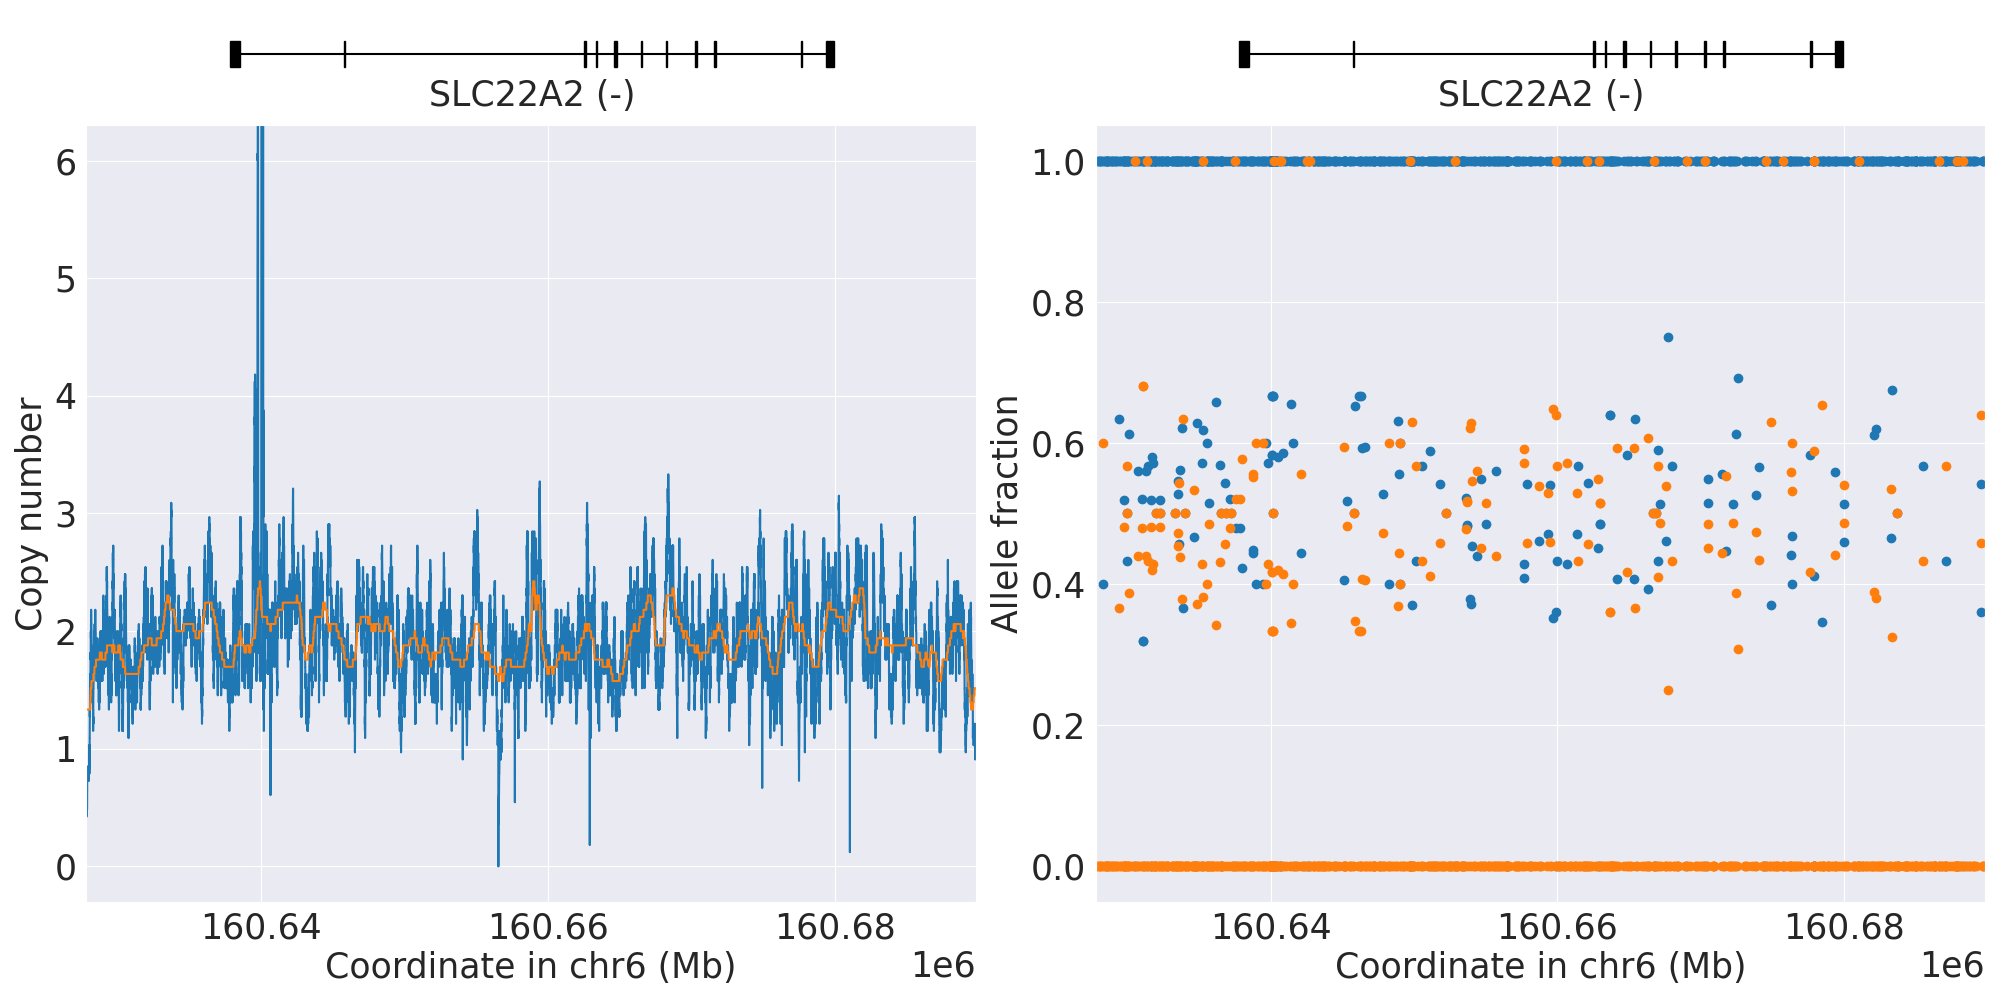 SLC22A2 (-)
Copy number
6
5
4
3
2
1
0
160.64
160.66
160.68
Coordinate in chr6 (Mb)
1e6
SLC22A2 (-)
Allele fraction
1.0
0.8
0.6
0.4
0.2
0.0
160.64
160.66
160.68
Coordinate in chr6 (Mb)
1e6